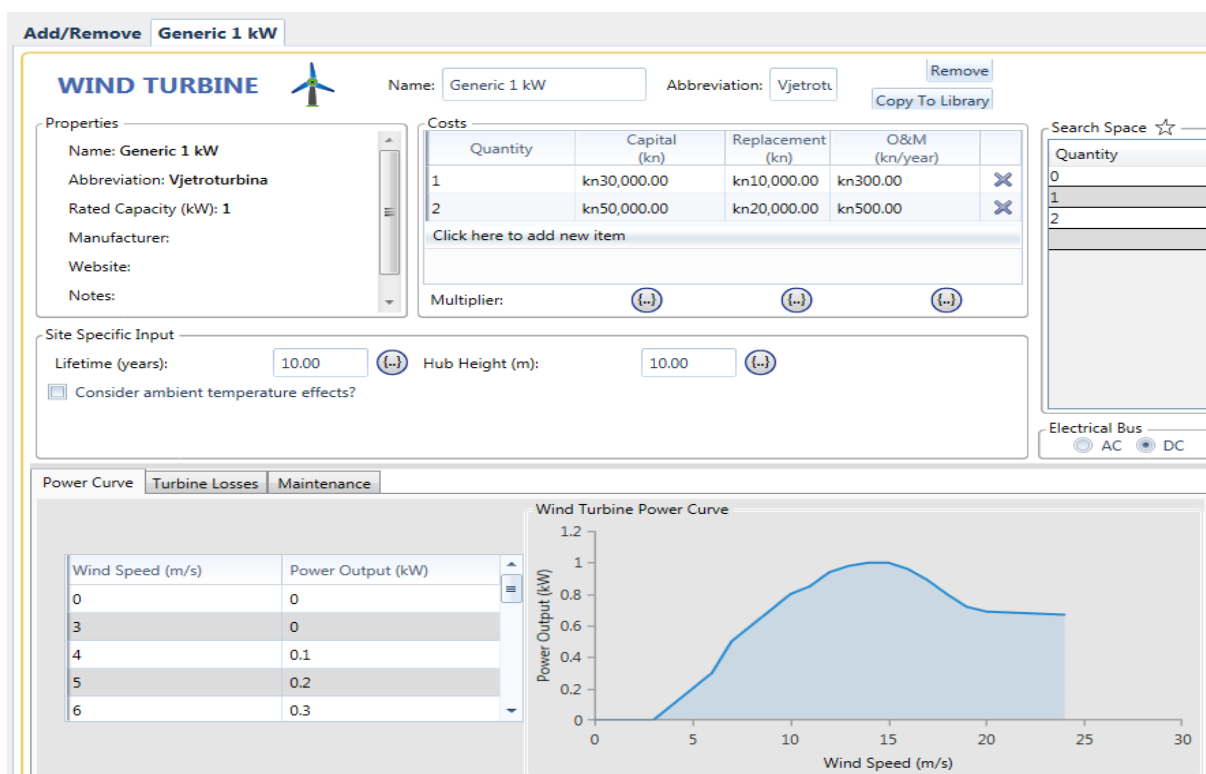 Add/Remove Generic 1 kW
WIND TURBINE
Name: Generic 1 kW Abbreviation: Vjetrotu
Remove
Copy To Library
Properties
Name: Generic 1 kW
Abbreviation: Vjetroturbina
Rated Capacity (kW): 1
Manufacturer:
Website:
Notes:
Costs
Quantity Capital (kn) Replacement (kn) O&M (kn/year)
1 kn30,000.00 kn10,000.00 kn300.00
2 kn50,000.00 kn20,000.00 kn500.00
Click here to add new item
Multiplier: {..} {..} {..}
Search Space
Quantity
0
1
2
Site Specific Input
Lifetime (years): 10.00 {..} Hub Height (m): 10.00 {..}
Consider ambient temperature effects?
Electrical Bus
AC DC
Power Curve Turbine Losses Maintenance
Wind Speed (m/s) Power Output (kW)
0 0
3 0
4 0.1
5 0.2
6 0.3
Wind Turbine Power Curve
Power Output (kW)
1.2
1
0.8
0.6
0.4
0.2
0
0 5 10 15 20 25 30
Wind Speed (m/s)